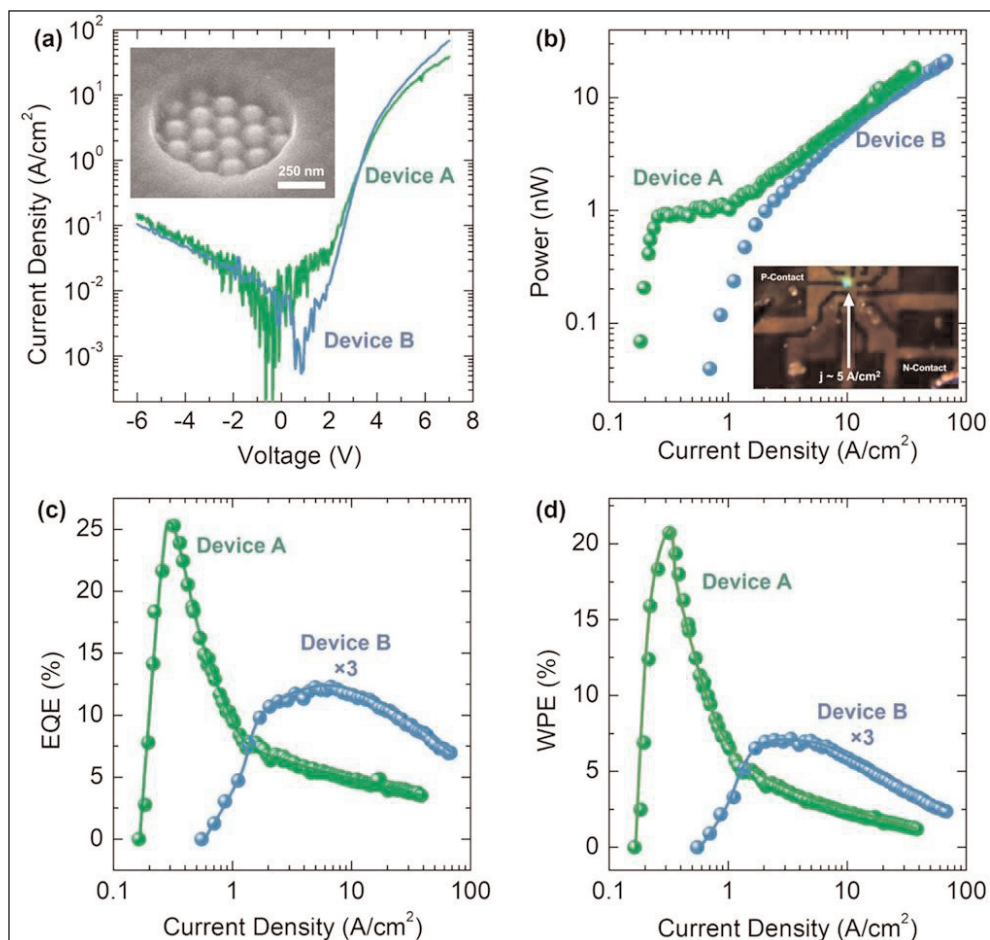 (a)
10²
10¹
10⁰
10⁻¹
10⁻²
10⁻³
Current Density (A/cm²)
250 nm
Device A
Device B
-6 -4 -2 0 2 4 6 8
Voltage (V)
(b)
10
1
0.1
Power (nW)
Device A
Device B
P-Contact
N-Contact
j ~ 5 A/cm²
0.1 1 10 100
Current Density (A/cm²)
(c)
25
20
15
10
5
0
EQE (%)
Device A
Device B
×3
0.1 1 10 100
Current Density (A/cm²)
(d)
20
15
10
5
0
WPE (%)
Device A
Device B
×3
0.1 1 10 100
Current Density (A/cm²)